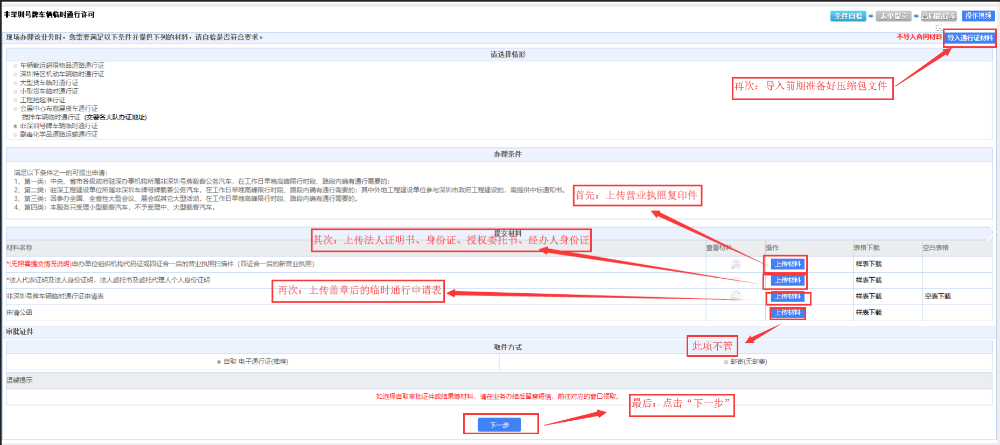 非深圳号牌车辆临时通行许可
条件自检
表单提交
合同路段车
操作视频
现场办理该业务时，您需要满足以下条件并提供下列的材料，请自检是否符合要求。
不导入合同材料
导入通行证材料
请选择情形
车辆载运超限物品道路通行证
深圳特区机动车辆临时通行证
大型货车临时通行证
小型货车临时通行证
工程抢险准行证
会展中心布撤展货车通行证
搅拌车辆临时通行证 (交警各大队办证地址)
非深圳号牌车辆临时通行证
剧毒化学品道路运输通行证
再次：导入前期准备好压缩包文件
办理条件
满足以下条件之一的可提出申请：
1、第一类：中央、省市各级政府驻深办事机构所属非深圳号牌载客公务汽车，在工作日早晚高峰限行时段、路段内确有通行需要的；
2、第二类：驻深工程建设单位所属非深圳车牌号牌载客公务汽车，在工作日早晚高峰限行时段、路段内确有通行需要的；其中外地工程建设单位参与深圳市政府工程建设的，需提供中标通知书。
3、第三类：因参办全国、全省性大型会议、展会或其它大型活动，在工作日早晚高峰限行时段、路段内确有通行需要的。
4、第四类：本服务只受理小型载客汽车，不予受理中、大型载客汽车。
首先：上传营业执照复印件
提交材料
其次：上传法人证明书、身份证、授权委托书、经办人身份证
材料名称
查看材料
操作
表格下载
空白表格
*(无照需提交情况说明)申办单位组织机构代码证或四证合一后的营业执照扫描件（四证合一后的新营业执照）
上传材料
样表下载
*法人代表证明及法人身份证明，法人委托书及委托代理人个人身份证明
上传材料
样表下载
再次：上传盖章后的临时通行申请表
非深圳号牌车辆临时通行证申请表
上传材料
样表下载
空表下载
申请公函
上传材料
样表下载
审批证件
此项不管
取件方式
自取 电子通行证(推荐)
邮寄(无邮费)
温馨提示
如选择自取审批证件或结果等材料，请在业务办结后留意短信，前往对应的窗口领取。
最后：点击“下一步”
下一步